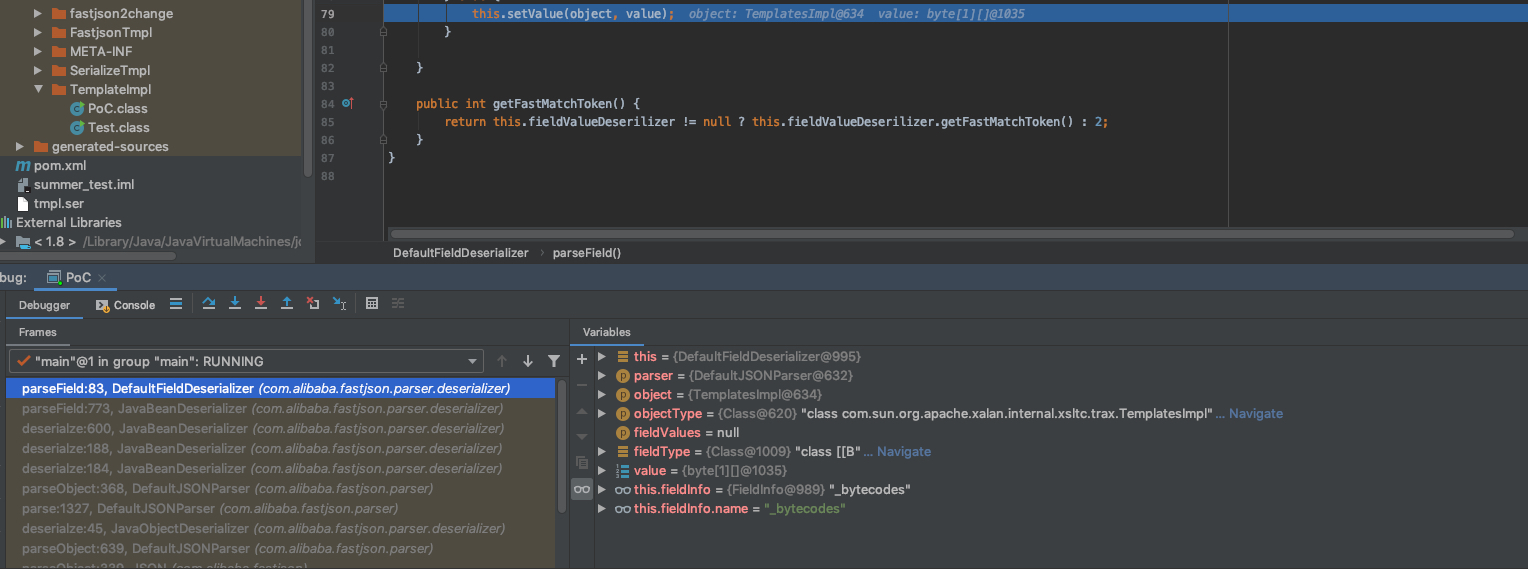 fastjson2change
FastjsonTmpl
META-INF
SerializeTmpl
TemplateImpl
PoC.class
Test.class
generated-sources
pom.xml
summer_test.iml
tmpl.ser
External Libraries
< 1.8 > /Library/Java/JavaVirtualMachines/
79 this.setValue(object, value); object: TemplatesImpl@634 value: byte[1][]@1035
80 }
81
82 }
83
84 public int getFastMatchToken() {
85 return this.fieldValueDeserilizer != null ? this.fieldValueDeserilizer.getFastMatchToken() : 2;
86 }
87 }
88
DefaultFieldDeserializer › parseField()
bug: PoC ×
Debugger Console
Frames
"main"@1 in group "main": RUNNING
parseField:83, DefaultFieldDeserializer (com.alibaba.fastjson.parser.deserializer)
parseField:773, JavaBeanDeserializer (com.alibaba.fastjson.parser.deserializer)
deserialze:600, JavaBeanDeserializer (com.alibaba.fastjson.parser.deserializer)
deserialze:188, JavaBeanDeserializer (com.alibaba.fastjson.parser.deserializer)
deserialze:184, JavaBeanDeserializer (com.alibaba.fastjson.parser.deserializer)
parseObject:368, DefaultJSONParser (com.alibaba.fastjson.parser)
parse:1327, DefaultJSONParser (com.alibaba.fastjson.parser)
deserialze:45, JavaObjectDeserializer (com.alibaba.fastjson.parser.deserializer)
parseObject:639, DefaultJSONParser (com.alibaba.fastjson.parser)
parseObject:339, JSON (com.alibaba.fastjson)
Variables
this = {DefaultFieldDeserializer@995}
parser = {DefaultJSONParser@632}
object = {TemplatesImpl@634}
objectType = {Class@620} "class com.sun.org.apache.xalan.internal.xsltc.trax.TemplatesImpl" ... Navigate
fieldValues = null
fieldType = {Class@1009} "class [[B" ... Navigate
value = {byte[1][]@1035}
this.fieldInfo = {FieldInfo@989} "_bytecodes"
this.fieldInfo.name = "_bytecodes"